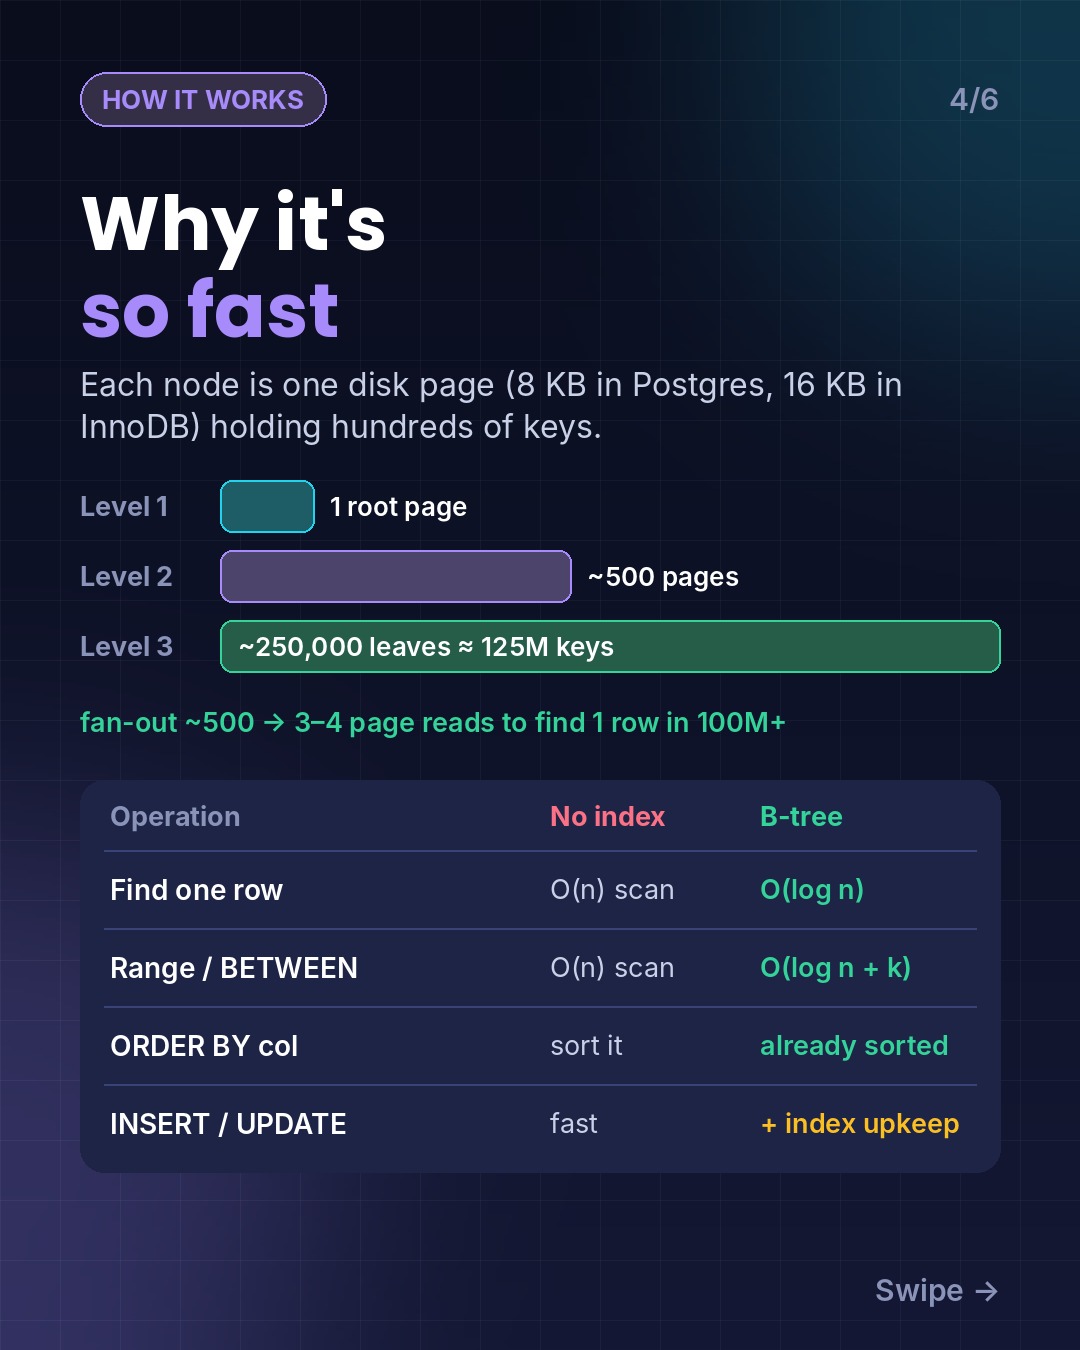 HOW IT WORKS
4/6
Why it's
so fast
Each node is one disk page (8 KB in Postgres, 16 KB in
InnoDB) holding hundreds of keys.
Level 1 1 root page
Level 2 ~500 pages
Level 3 ~250,000 leaves ≈ 125M keys
fan-out ~500 → 3–4 page reads to find 1 row in 100M+
Operation No index B-tree
Find one row O(n) scan O(log n)
Range / BETWEEN O(n) scan O(log n + k)
ORDER BY col sort it already sorted
INSERT / UPDATE fast + index upkeep
Swipe →